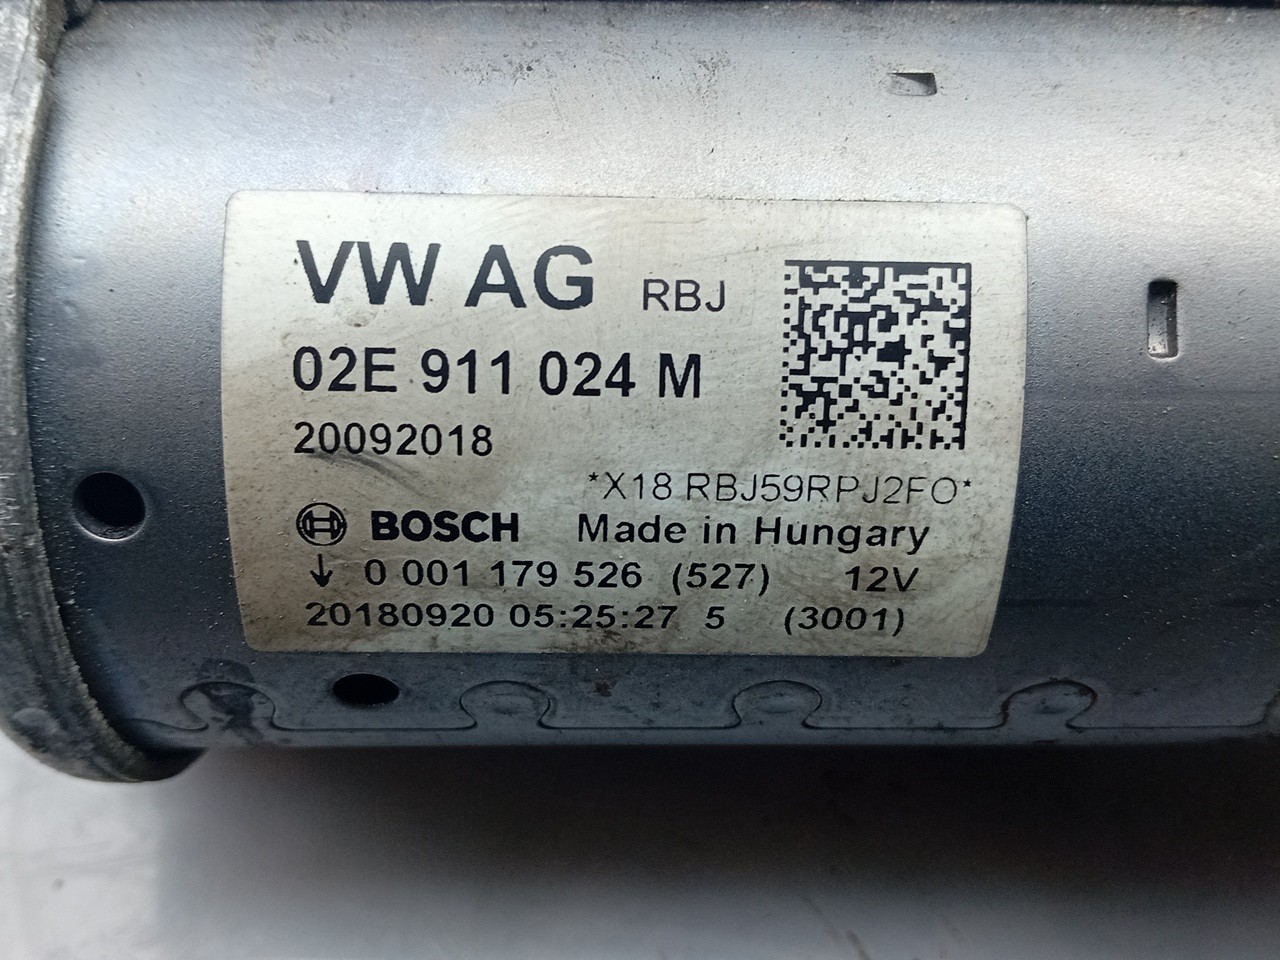 VW AG RBJ
02E 911 024 M
20092018
*X18 RBJ59RPJ2FO*
BOSCH Made in Hungary
↓ 0 001 179 526 (527) 12V
20180920 05:25:27 5 (3001)